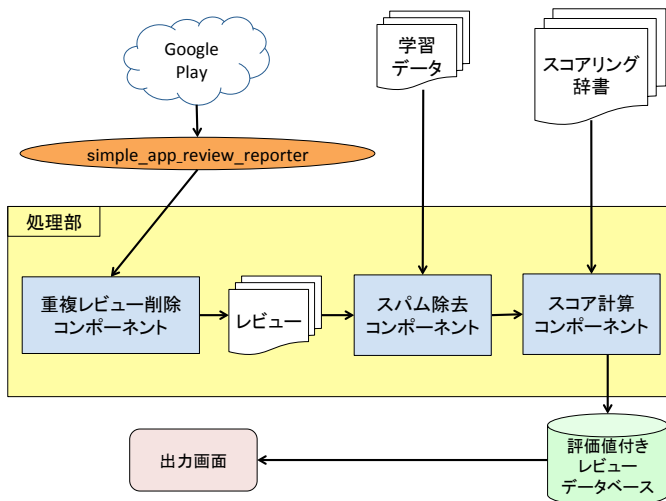 Google
Play
学習
データ
スコアリング
辞書
simple_app_review_reporter
処理部
重複レビュー削除
コンポーネント
レビュー
スパム除去
コンポーネント
スコア計算
コンポーネント
出力画面
評価値付き
レビュー
データベース